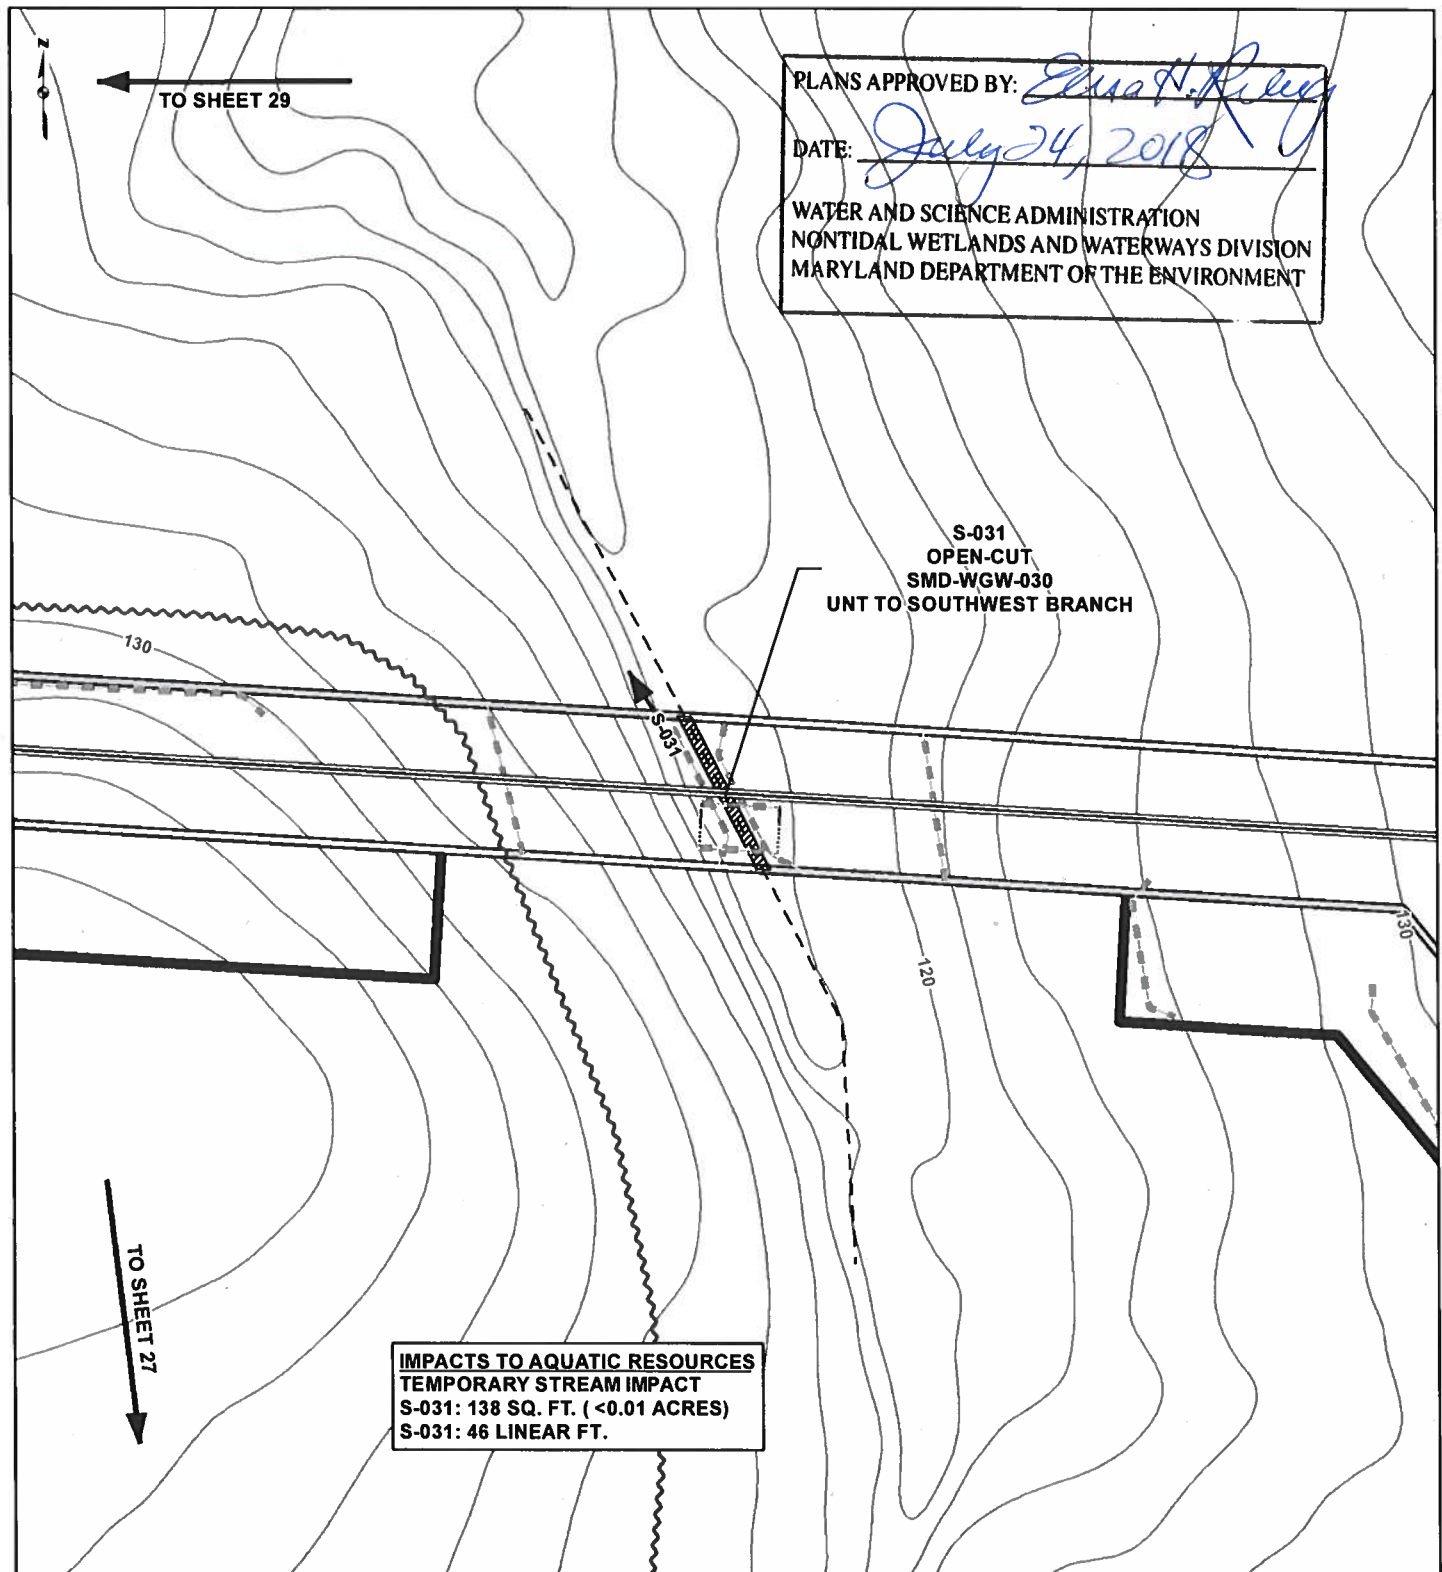 N
TO SHEET 29
PLANS APPROVED BY: Elisa H. Riley
DATE: July 24, 2018
WATER AND SCIENCE ADMINISTRATION
NONTIDAL WETLANDS AND WATERWAYS DIVISION
MARYLAND DEPARTMENT OF THE ENVIRONMENT
S-031
OPEN-CUT
SMD-WGW-030
UNT TO SOUTHWEST BRANCH
130
S-031
130
120
TO SHEET 27
IMPACTS TO AQUATIC RESOURCES
TEMPORARY STREAM IMPACT
S-031: 138 SQ. FT. ( <0.01 ACRES)
S-031: 46 LINEAR FT.